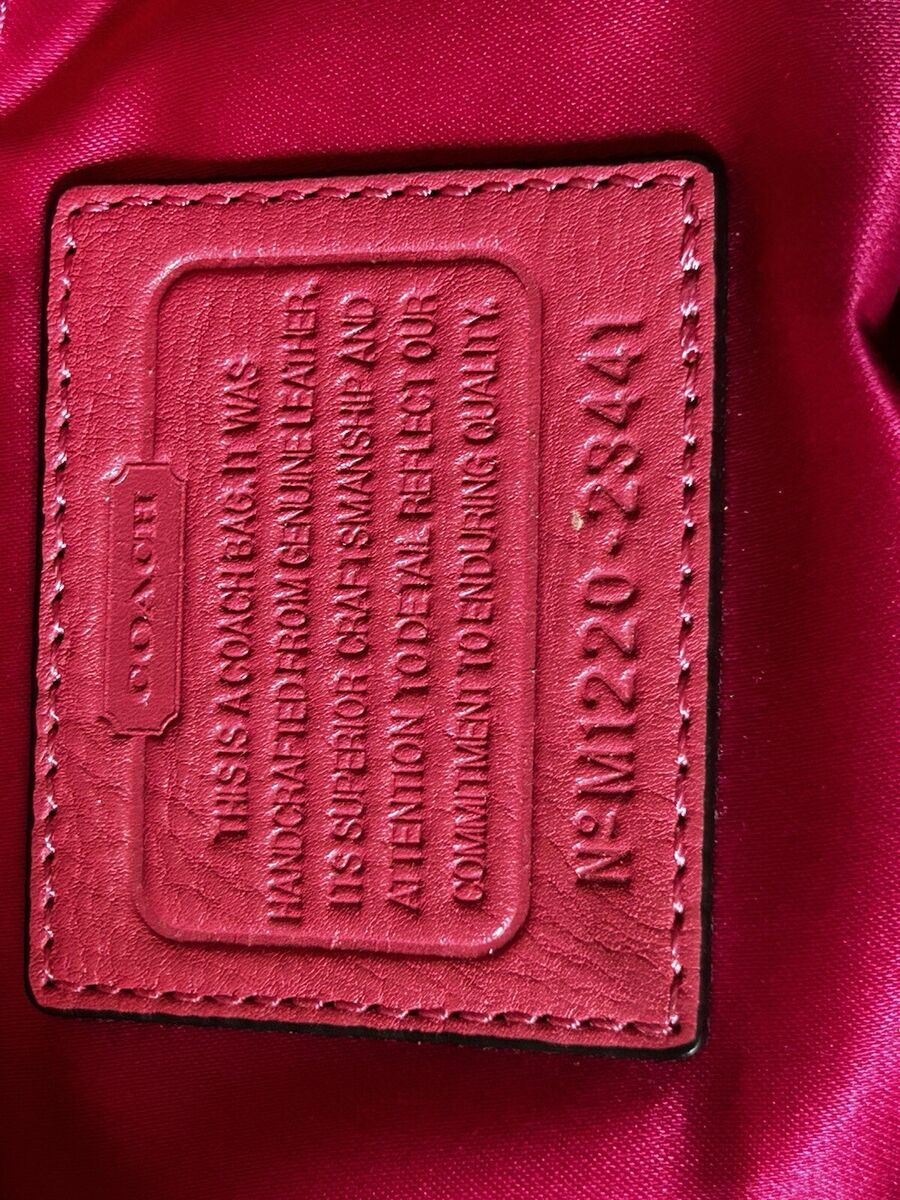 COACH
THIS IS A COACH BAG. IT WAS
HANDCRAFTED FROM GENUINE LEATHER.
ITS SUPERIOR CRAFTSMANSHIP AND
ATTENTION TO DETAIL REFLECT OUR
COMMITMENT TO ENDURING QUALITY.
Nº M1220-23441